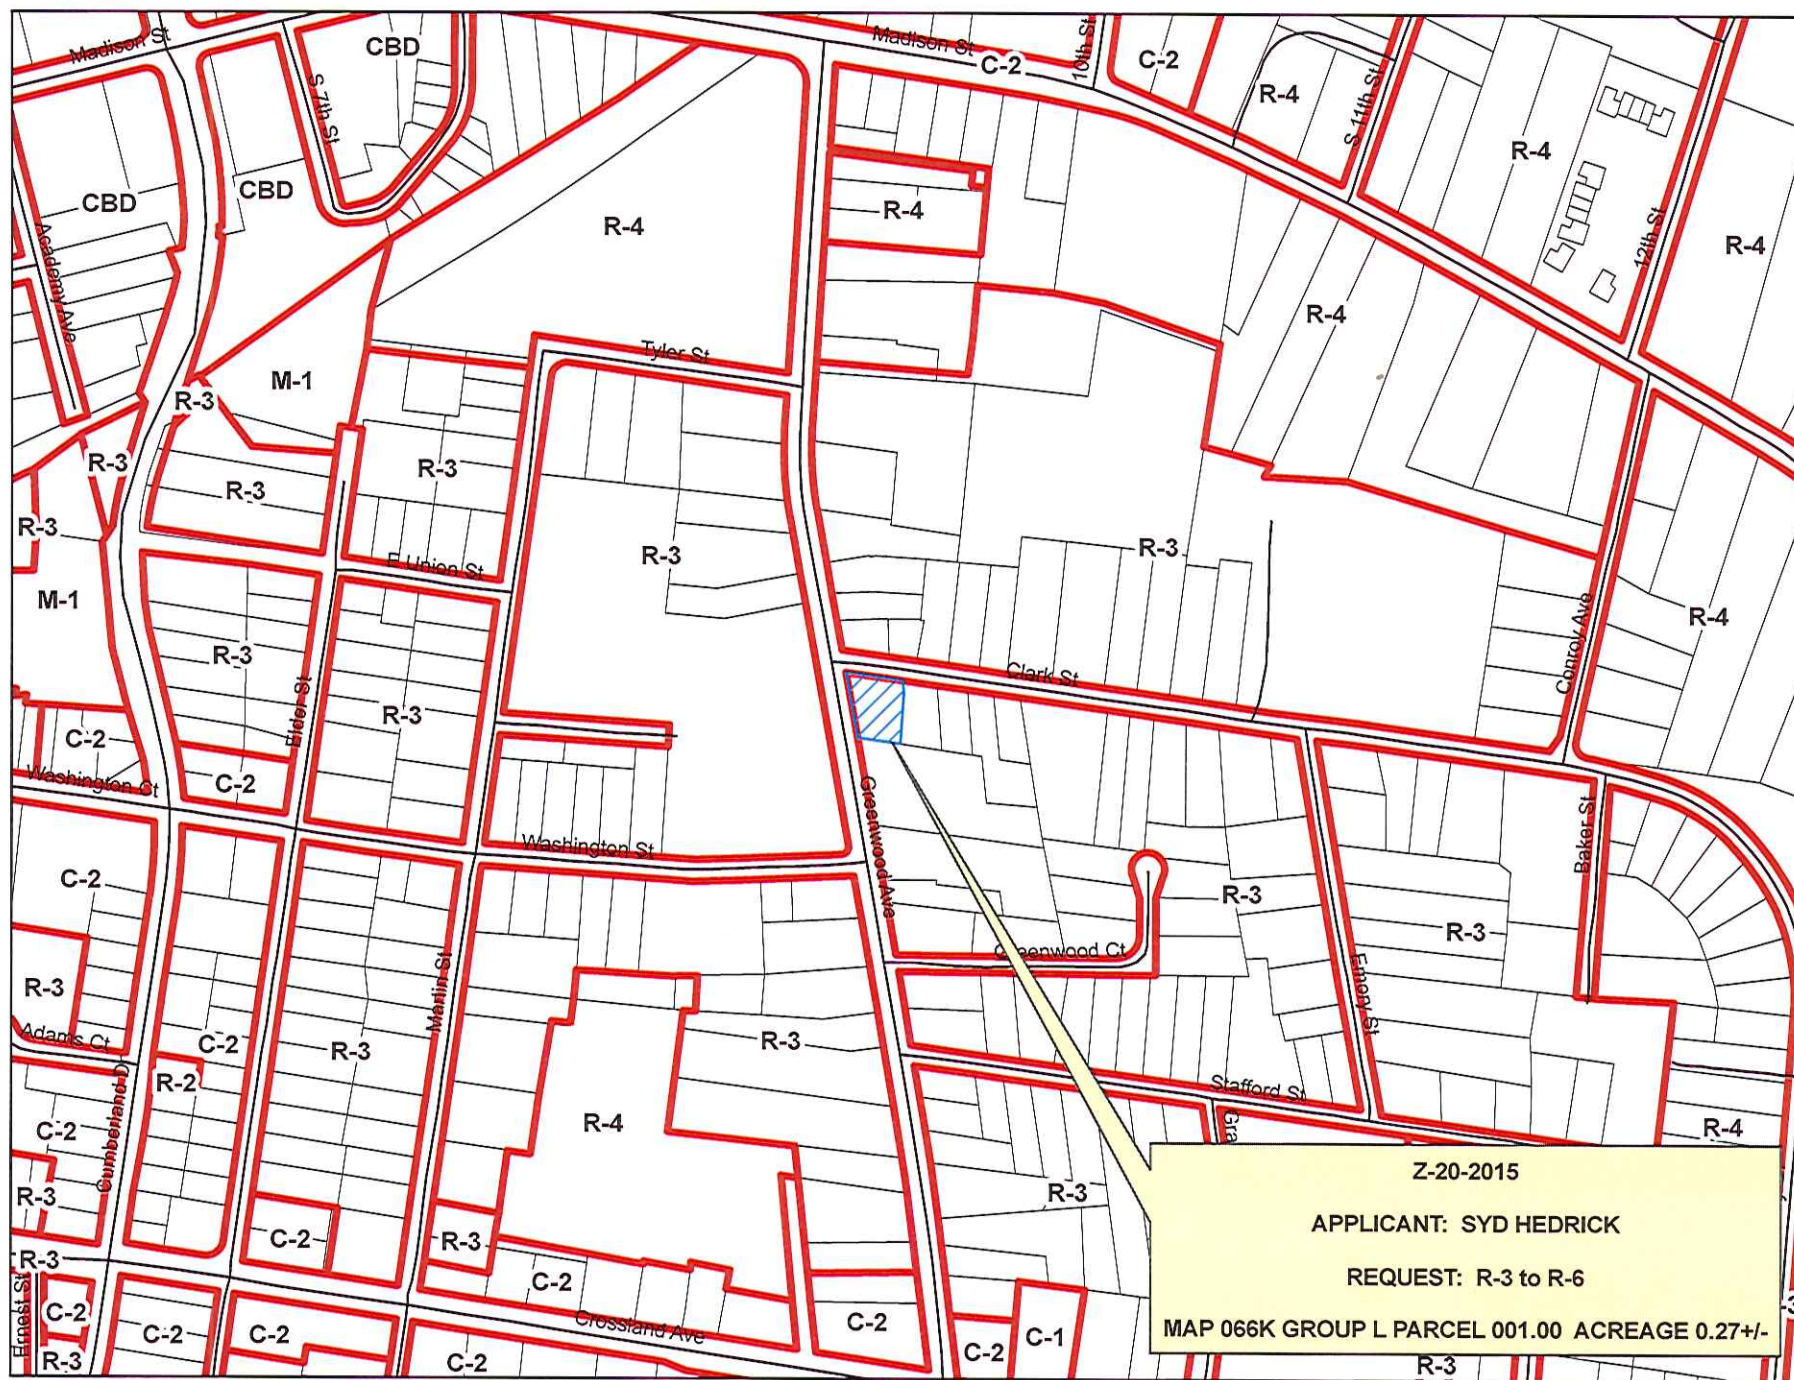 Madison St
CBD
Madison St
10th St
C-2
C-2
R-4
S 7th St
S 11th St
R-4
CBD
CBD
R-4
R-4
12th St
R-4
Academy Ave
R-4
Tyler St
M-1
R-3
R-3
R-3
R-3
R-3
R-3
R-3
E Union St
M-1
R-3
R-4
Conroy Ave
R-3
Clark St
Elder St
R-3
C-2
C-2
Washington Ct
Greenwood Ave
Washington St
Baker St
C-2
R-3
R-3
Greenwood Ct
R-3
Marlin St
Emory St
Adams Ct
C-2
R-3
R-3
R-2
Stafford St
Cumberland D
C-2
R-4
Gra
R-4
R-3
R-3
C-2
R-3
R-3
C-2
Crossland Ave
Ernest St
C-2
C-2
C-2
C-2
C-2
C-1
R-3
C-2
R-3
Z-20-2015
APPLICANT: SYD HEDRICK
REQUEST: R-3 to R-6
MAP 066K GROUP L PARCEL 001.00 ACREAGE 0.27+/-